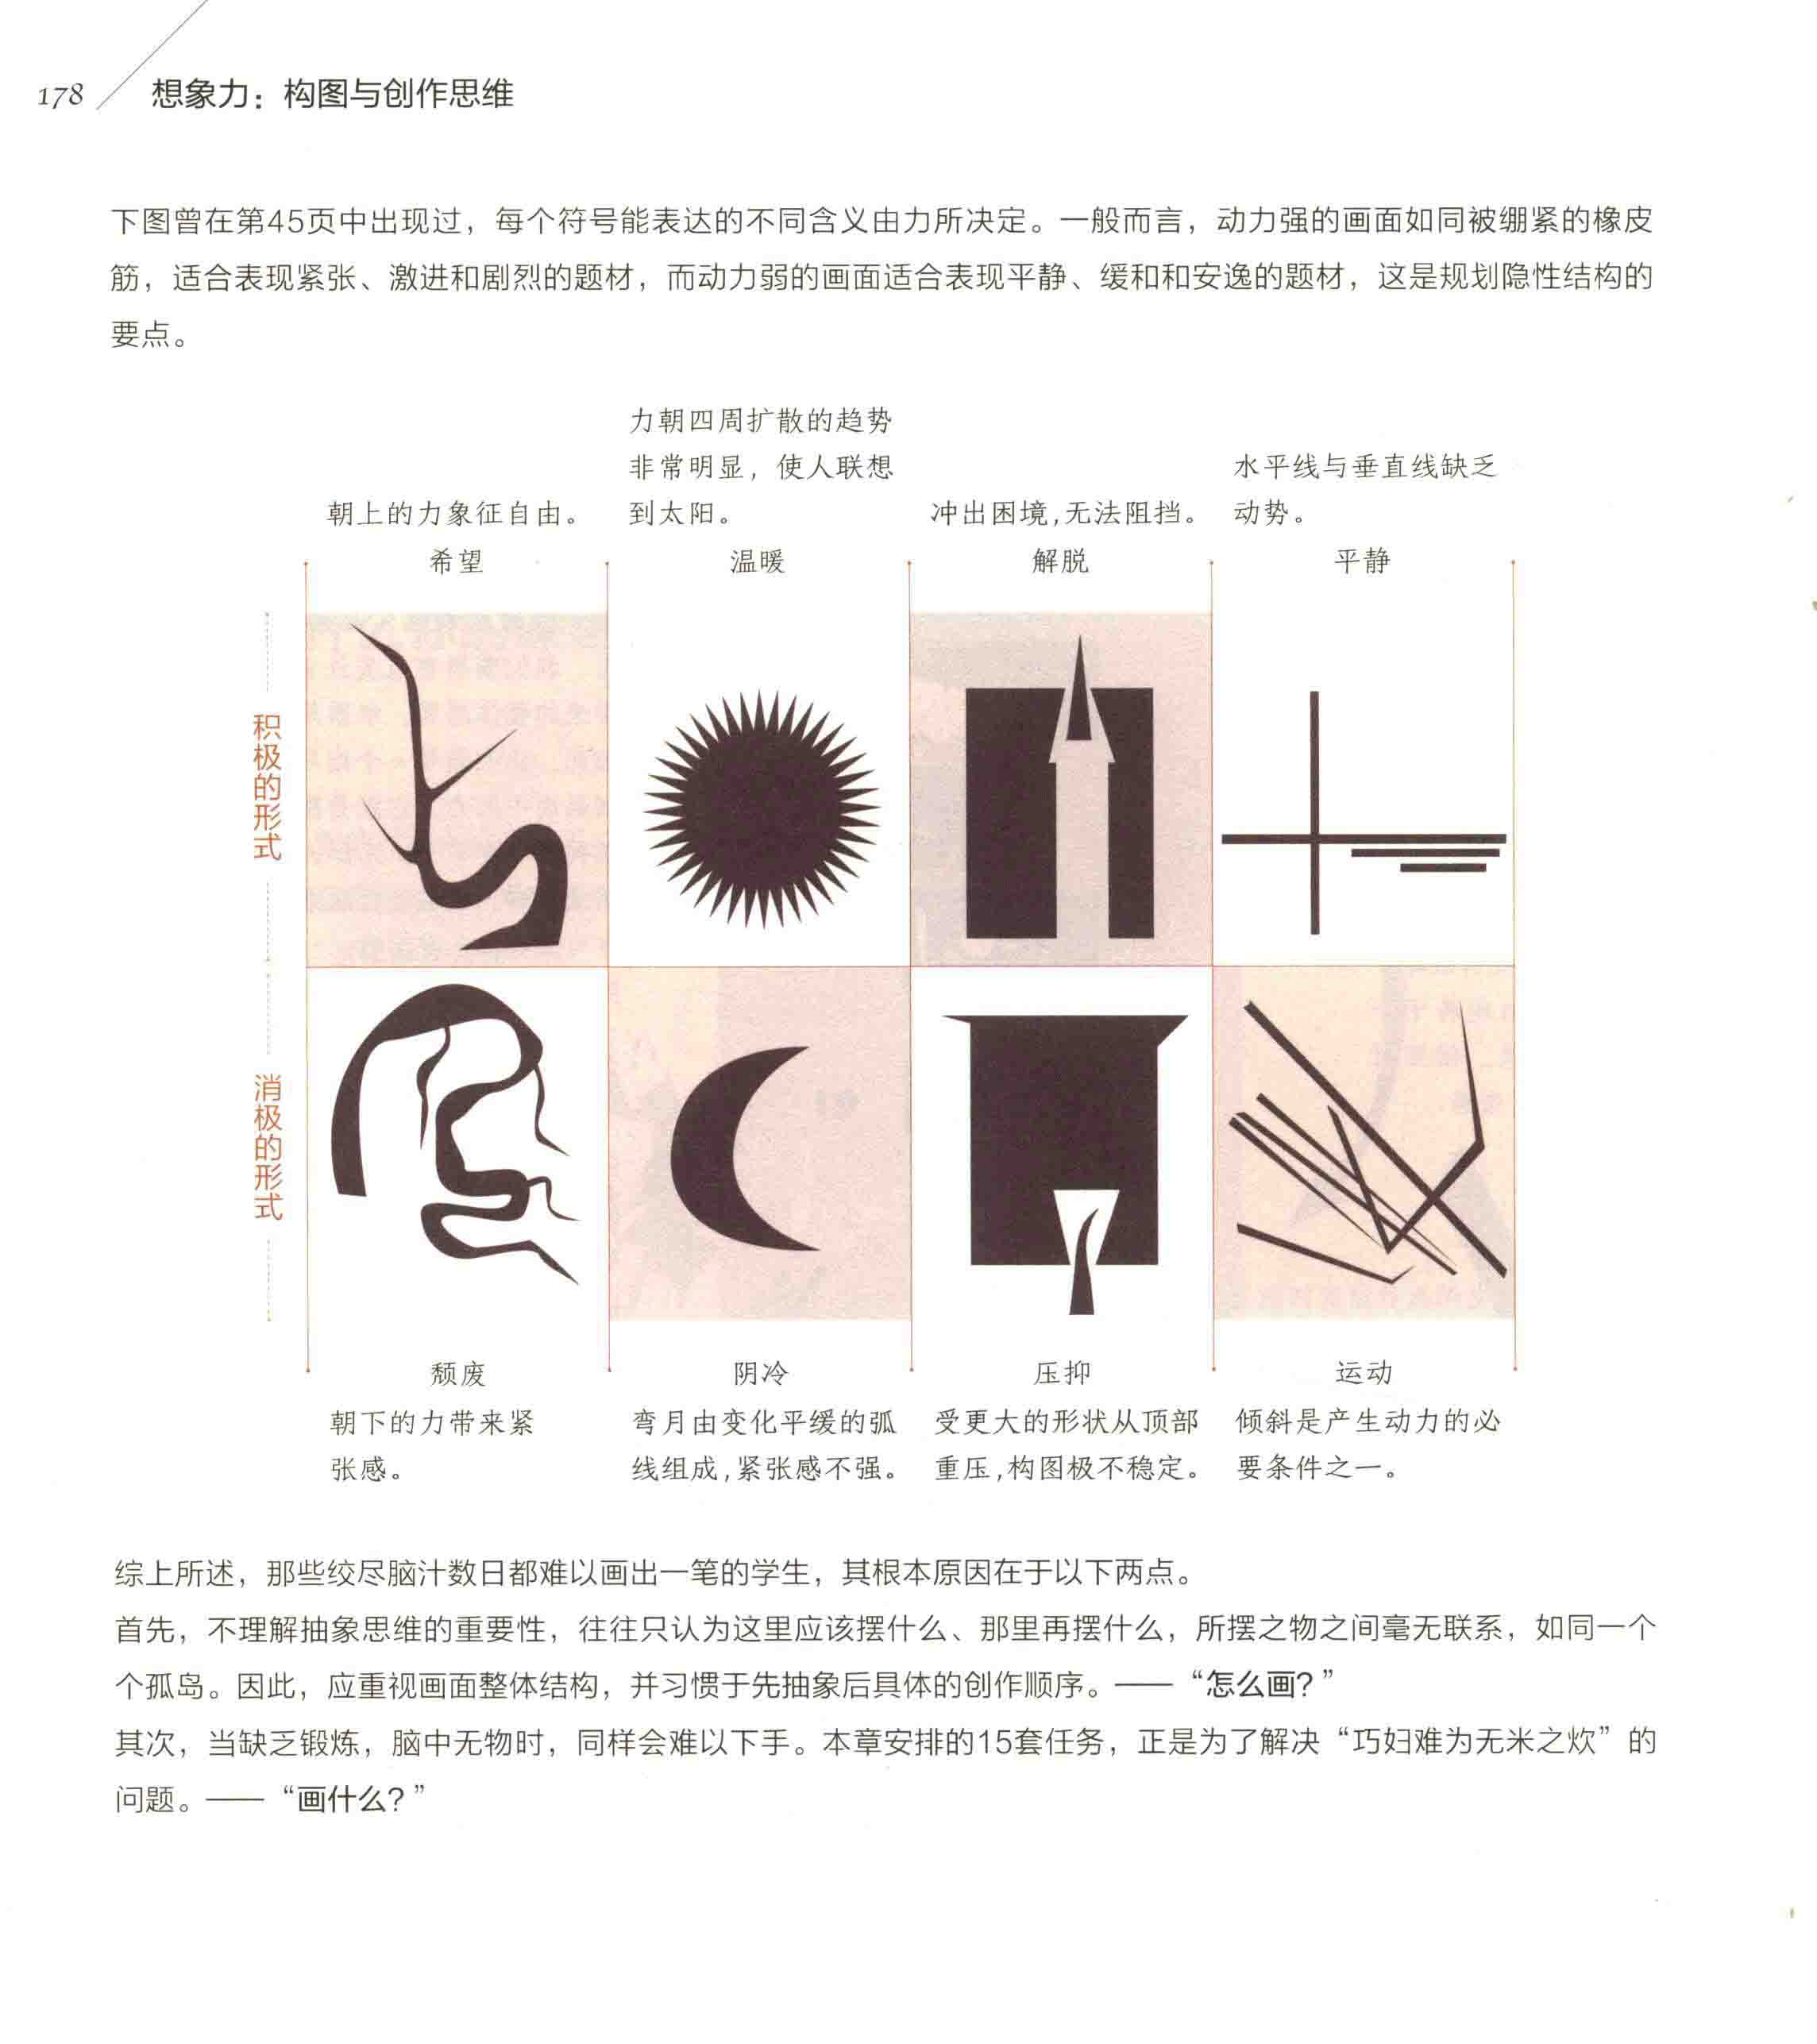 178
想象力：构图与创作思维
下图曾在第45页中出现过，每个符号能表达的不同含义由力所决定。一般而言，动力强的画面如同被绷紧的橡皮
筋，适合表现紧张、激进和剧烈的题材，而动力弱的画面适合表现平静、缓和和安逸的题材，这是规划隐性结构的
要点。
朝上的力象征自由。
希望
力朝四周扩散的趋势
非常明显，使人联想
到太阳。
温暖
冲出困境,无法阻挡。
解脱
水平线与垂直线缺乏
动势。
平静
积极的形式
消极的形式
颓废
朝下的力带来紧
张感。
阴冷
弯月由变化平缓的弧
线组成,紧张感不强。
压抑
受更大的形状从顶部
重压,构图极不稳定。
运动
倾斜是产生动力的必
要条件之一。
综上所述，那些绞尽脑汁数日都难以画出一笔的学生，其根本原因在于以下两点。
首先，不理解抽象思维的重要性，往往只认为这里应该摆什么、那里再摆什么，所摆之物之间毫无联系，如同一个
个孤岛。因此，应重视画面整体结构，并习惯于先抽象后具体的创作顺序。——“怎么画？”
其次，当缺乏锻炼，脑中无物时，同样会难以下手。本章安排的15套任务，正是为了解决“巧妇难为无米之炊”的
问题。——“画什么？”